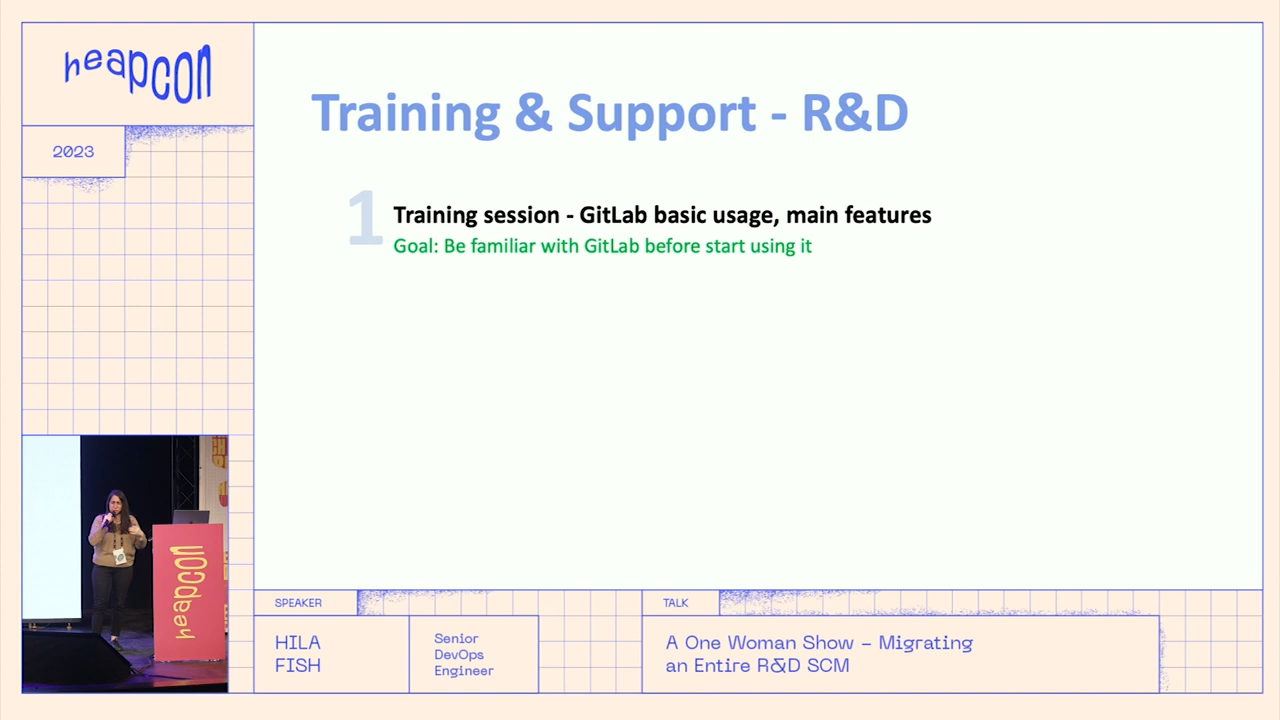 heapcon
2023
Training & Support - R&D
1
Training session - GitLab basic usage, main features
Goal: Be familiar with GitLab before start using it
heapcon
SPEAKER
HILA
FISH
Senior
DevOps
Engineer
TALK
A One Woman Show – Migrating
an Entire R&D SCM